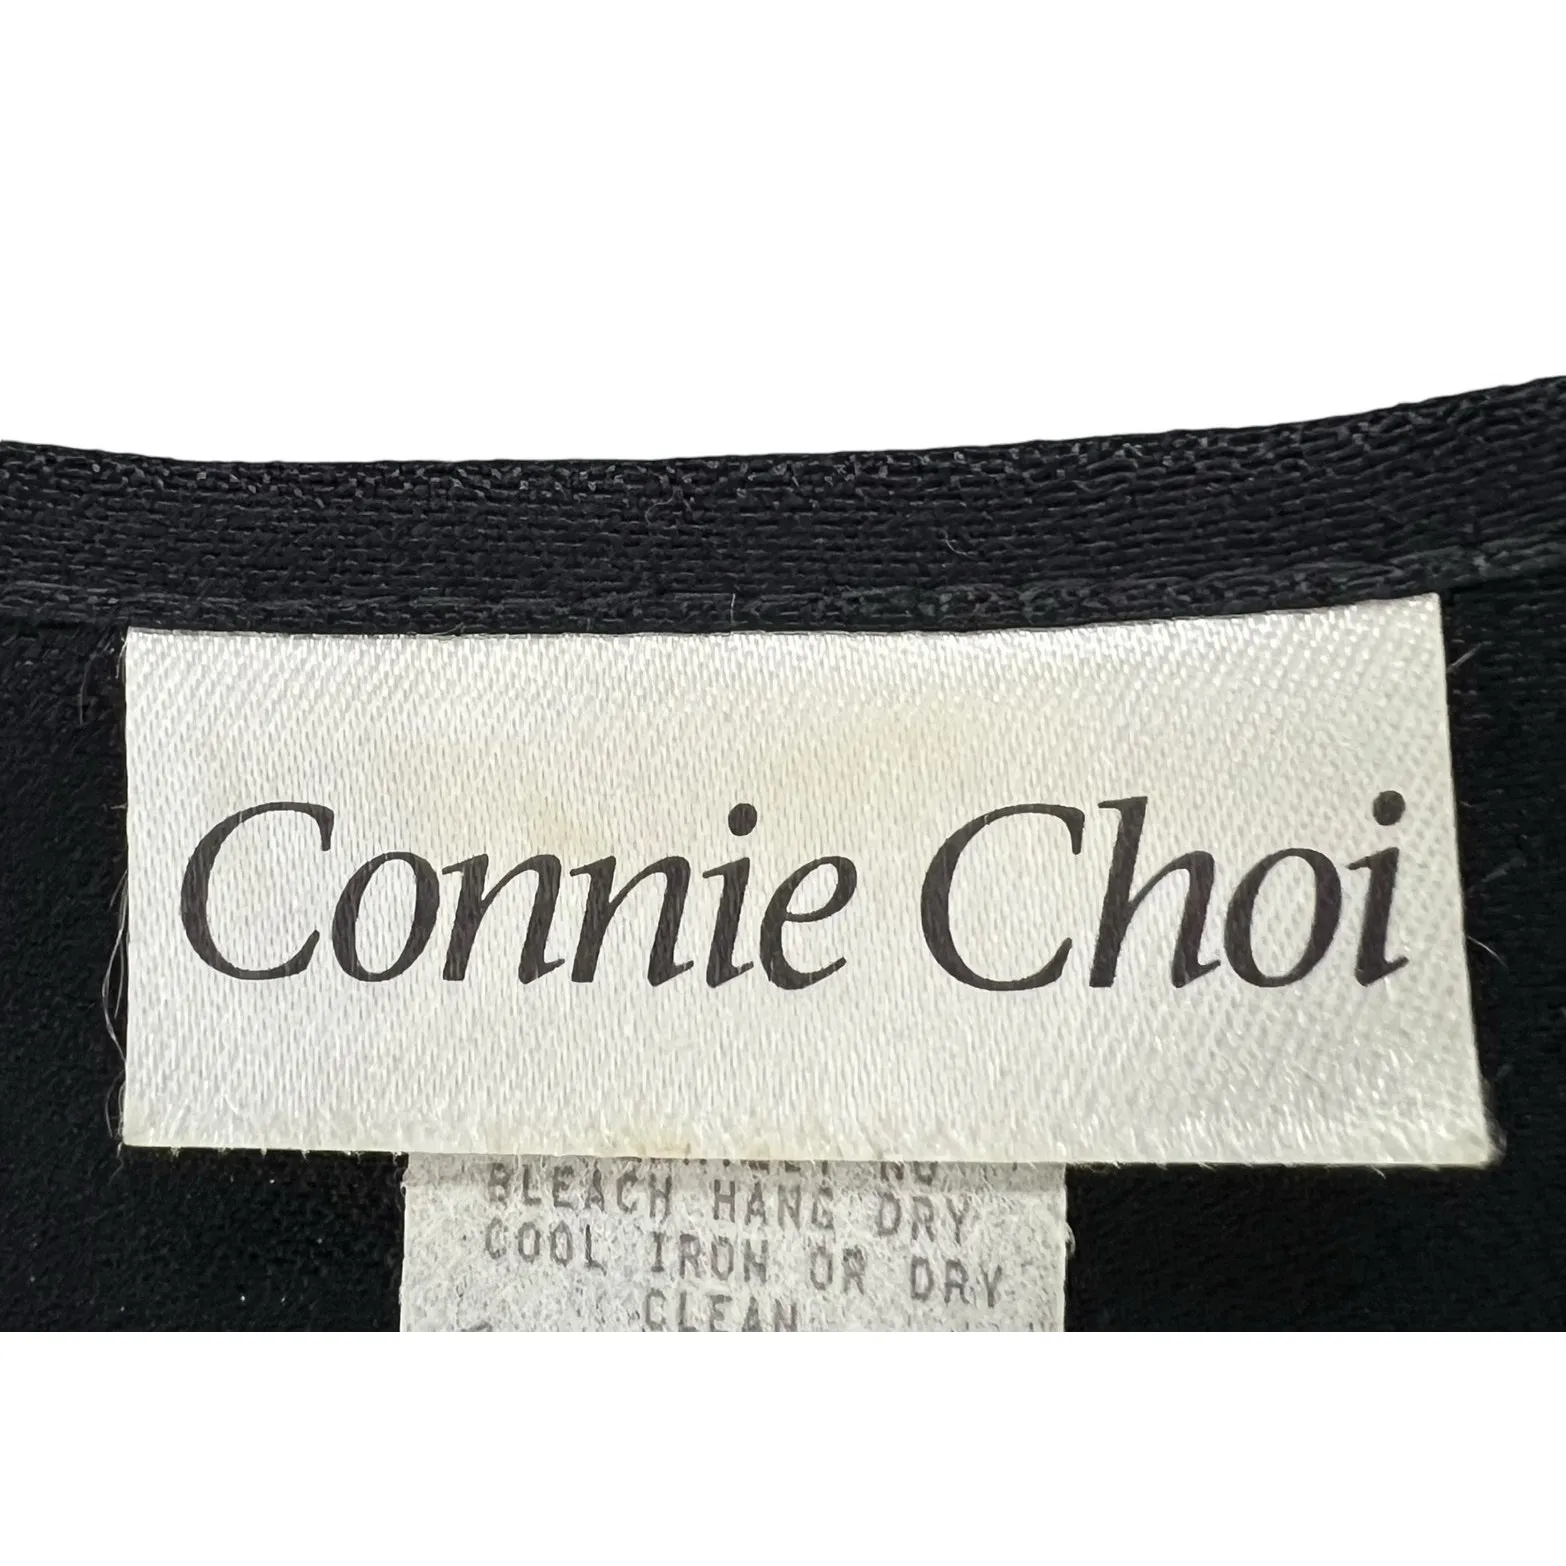 Connie Choi
BLEACH HANG DRY
COOL IRON OR DRY
CLEAN